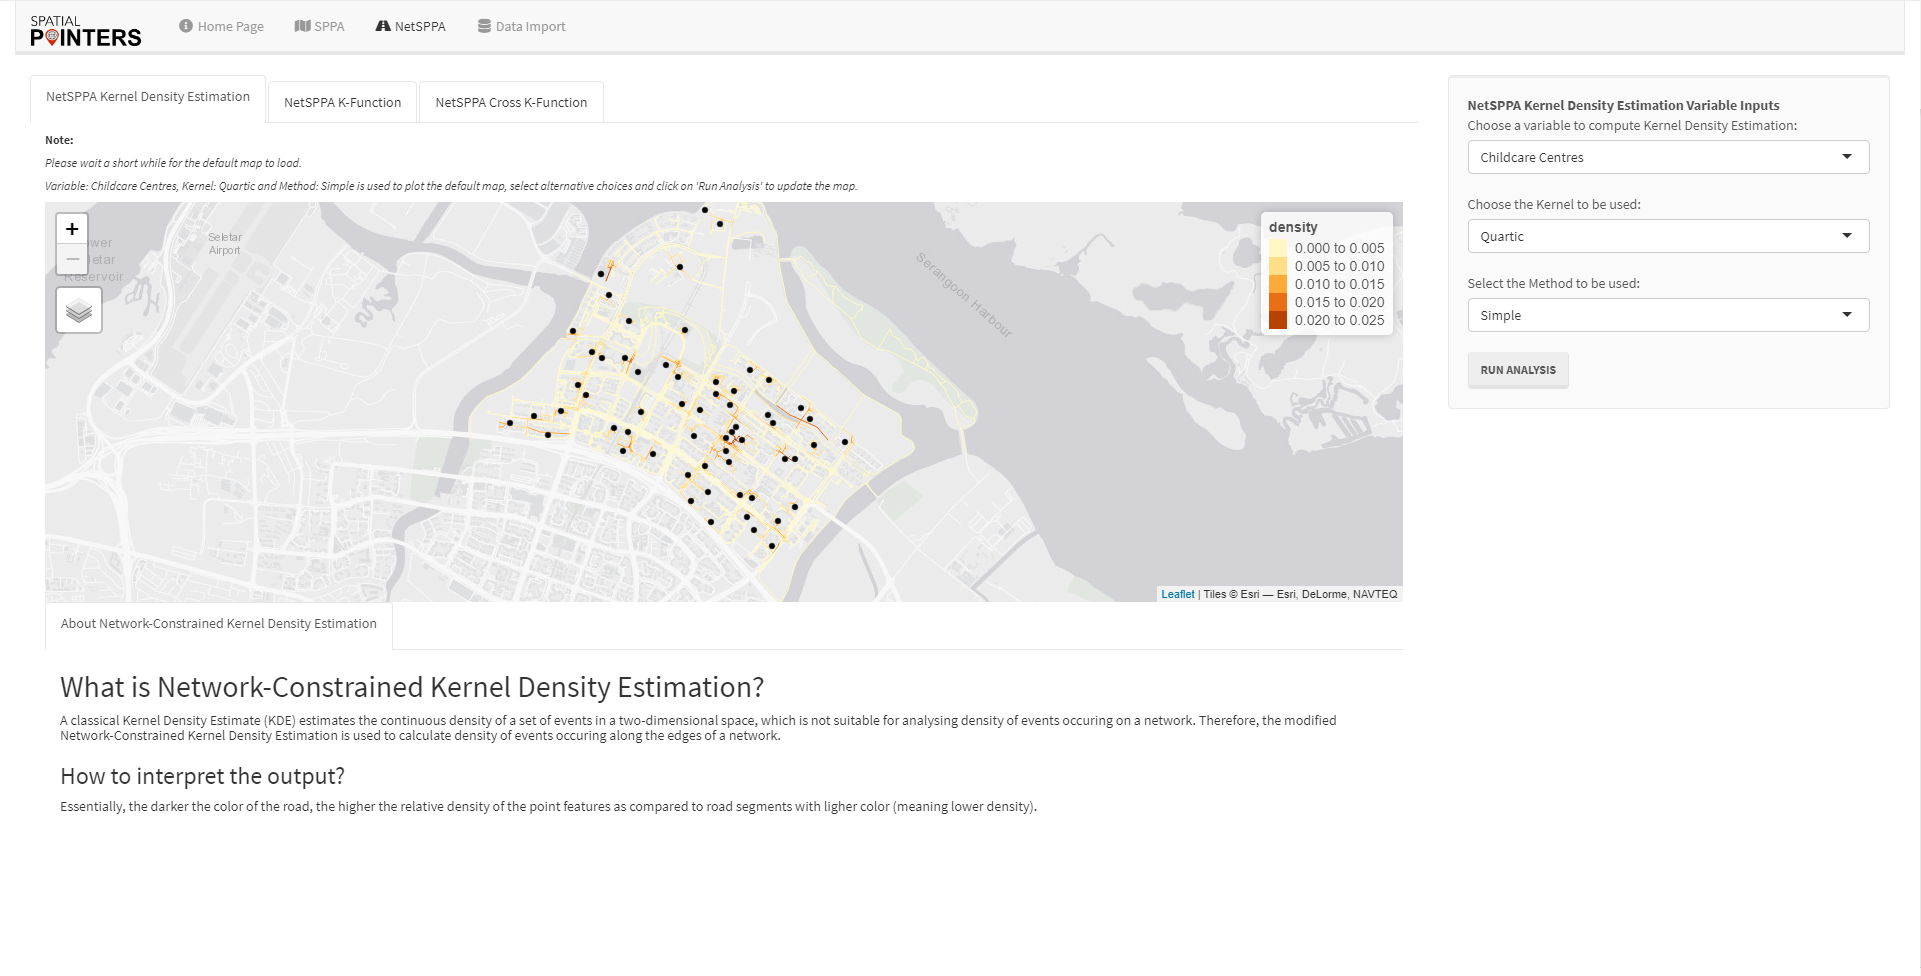 SPATIAL
POINTERS
Home Page
SPPA
NetSPPA
Data Import
NetSPPA Kernel Density Estimation
NetSPPA K-Function
NetSPPA Cross K-Function
Note:
Please wait a short while for the default map to load.
Variable: Childcare Centres, Kernel: Quartic and Method: Simple is used to plot the default map, select alternative choices and click on 'Run Analysis' to update the map.
+
−
Reservoir
Seletar
Airport
Serangoon Harbour
density
0.000 to 0.005
0.005 to 0.010
0.010 to 0.015
0.015 to 0.020
0.020 to 0.025
Leaflet | Tiles © Esri — Esri, DeLorme, NAVTEQ
About Network-Constrained Kernel Density Estimation
What is Network-Constrained Kernel Density Estimation?
A classical Kernel Density Estimate (KDE) estimates the continuous density of a set of events in a two-dimensional space, which is not suitable for analysing density of events occuring on a network. Therefore, the modified
Network-Constrained Kernel Density Estimation is used to calculate density of events occuring along the edges of a network.
How to interpret the output?
Essentially, the darker the color of the road, the higher the relative density of the point features as compared to road segments with ligher color (meaning lower density).
NetSPPA Kernel Density Estimation Variable Inputs
Choose a variable to compute Kernel Density Estimation:
Childcare Centres
Choose the Kernel to be used:
Quartic
Select the Method to be used:
Simple
RUN ANALYSIS